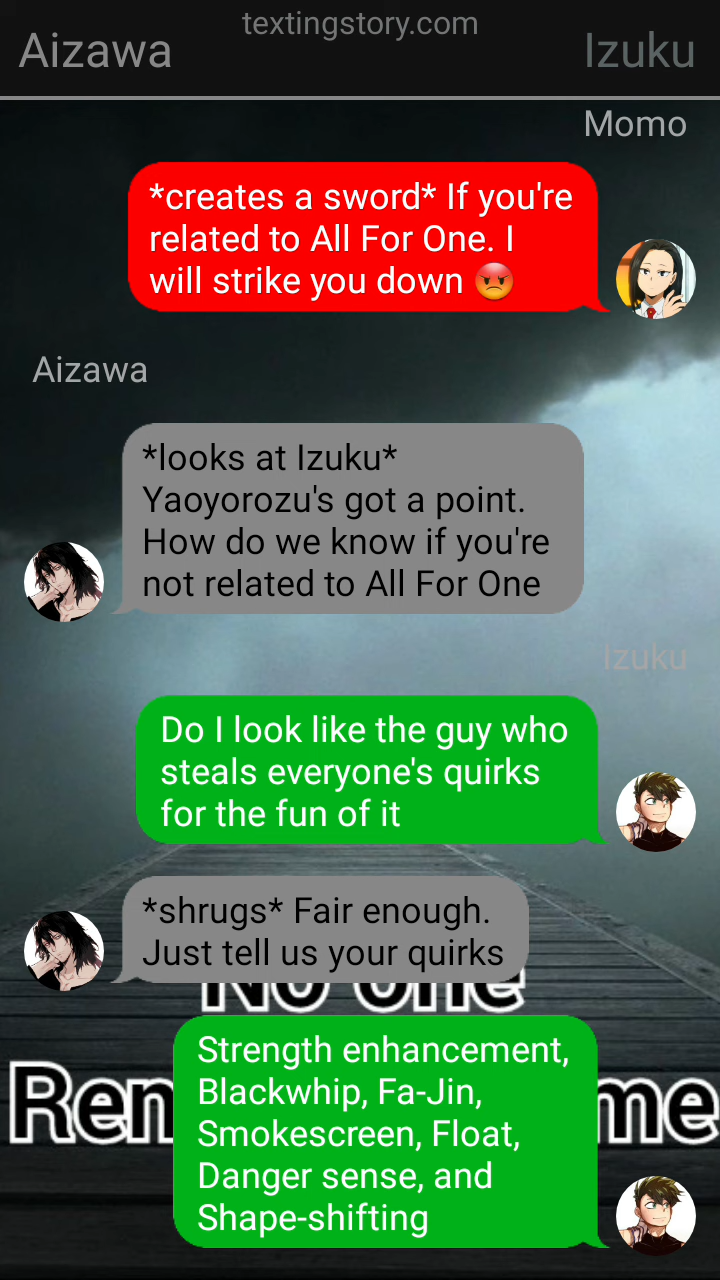 textingstory.com
Aizawa
Izuku
Momo
*creates a sword* If you're
related to All For One. I
will strike you down 😡
Aizawa
*looks at Izuku*
Yaoyorozu's got a point.
How do we know if you're
not related to All For One
Izuku
Do I look like the guy who
steals everyone's quirks
for the fun of it
*shrugs* Fair enough.
Just tell us your quirks
No one
Strength enhancement,
Blackwhip, Fa-Jin,
Smokescreen, Float,
Danger sense, and
Shape-shifting